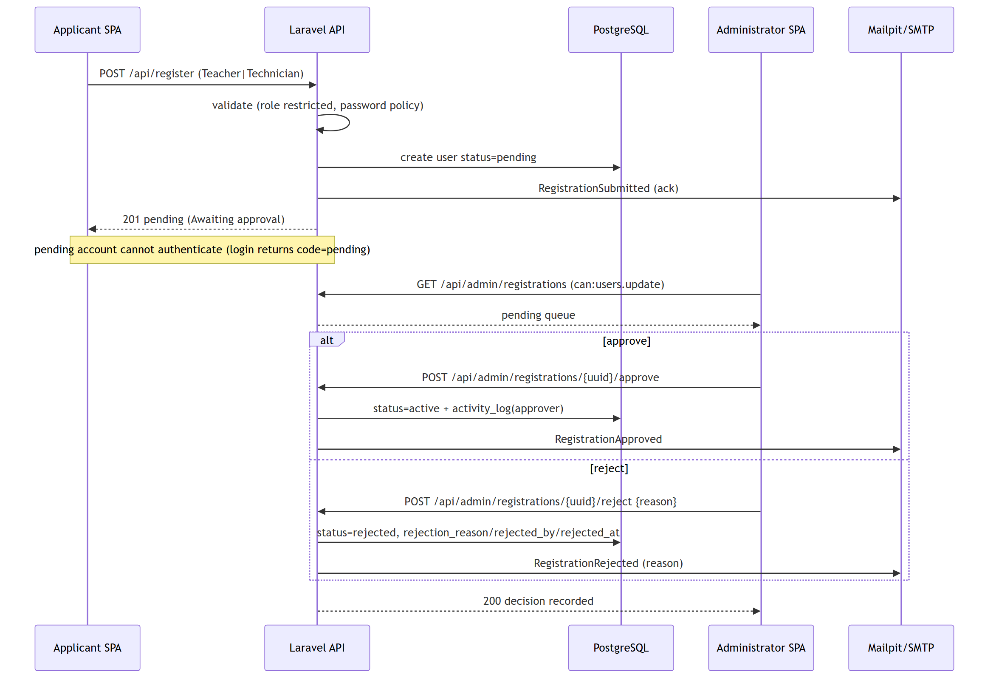 Applicant SPA
Laravel API
PostgreSQL
Administrator SPA
Mailpit/SMTP
POST /api/register (Teacher|Technician)
validate (role restricted, password policy)
create user status=pending
RegistrationSubmitted (ack)
201 pending (Awaiting approval)
pending account cannot authenticate (login returns code=pending)
GET /api/admin/registrations (can:users.update)
pending queue
alt
[approve]
POST /api/admin/registrations/{uuid}/approve
status=active + activity_log(approver)
RegistrationApproved
[reject]
POST /api/admin/registrations/{uuid}/reject {reason}
status=rejected, rejection_reason/rejected_by/rejected_at
RegistrationRejected (reason)
200 decision recorded
Applicant SPA
Laravel API
PostgreSQL
Administrator SPA
Mailpit/SMTP